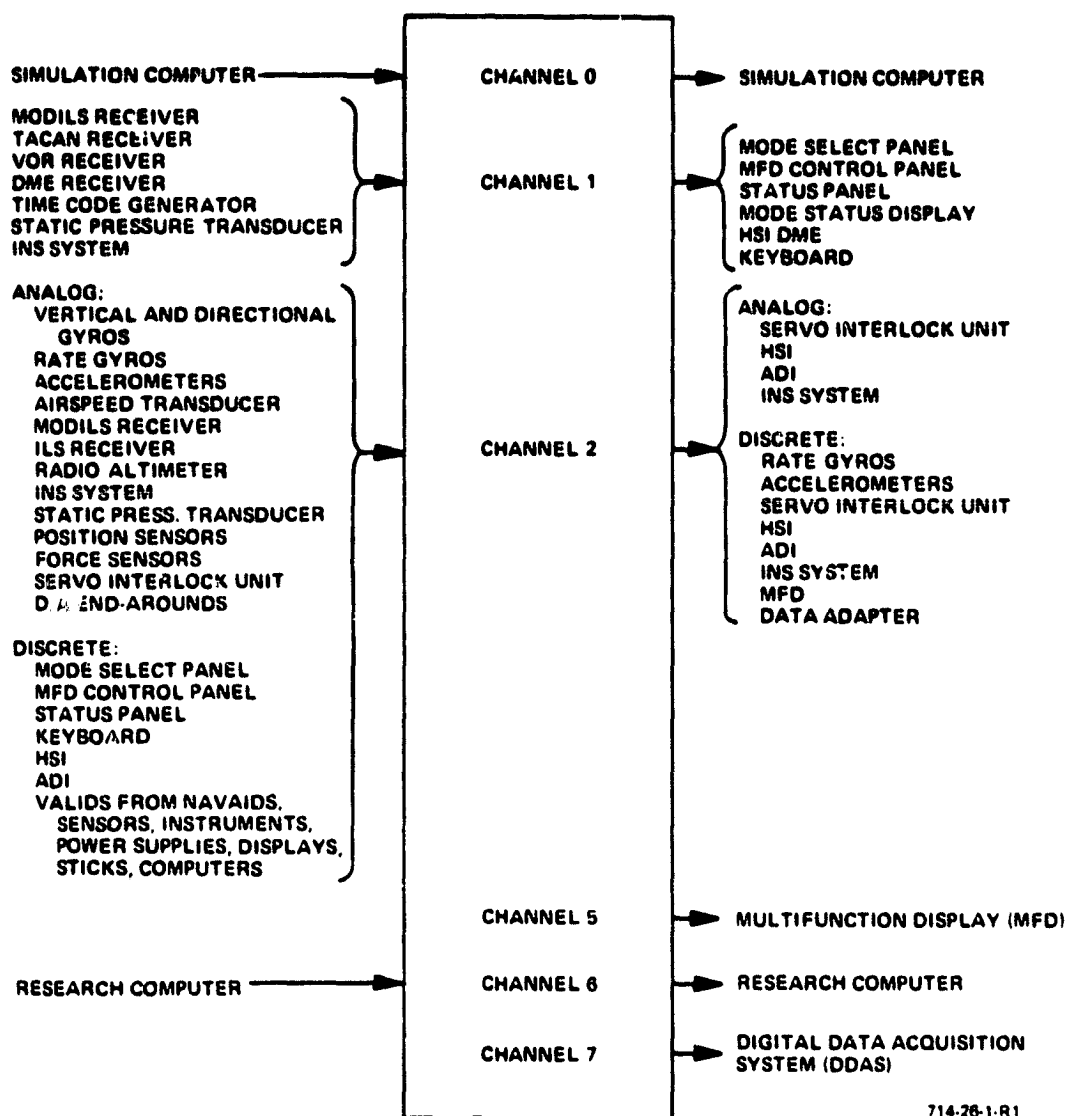 SIMULATION COMPUTER
MODILS RECEIVER
TACAN RECEIVER
VOR RECEIVER
DME RECEIVER
TIME CODE GENERATOR
STATIC PRESSURE TRANSDUCER
INS SYSTEM
ANALOG:
VERTICAL AND DIRECTIONAL
GYROS
RATE GYROS
ACCELEROMETERS
AIRSPEED TRANSDUCER
MODILS RECEIVER
ILS RECEIVER
RADIO ALTIMETER
INS SYSTEM
STATIC PRESS. TRANSDUCER
POSITION SENSORS
FORCE SENSORS
SERVO INTERLOCK UNIT
END-AROUNDS
DISCRETE:
MODE SELECT PANEL
MFD CONTROL PANEL
STATUS PANEL
KEYBOARD
HSI
ADI
VALIDS FROM NAVAIDS,
SENSORS, INSTRUMENTS,
POWER SUPPLIES, DISPLAYS,
STICKS, COMPUTERS
RESEARCH COMPUTER
CHANNEL 0
CHANNEL 1
CHANNEL 2
CHANNEL 5
CHANNEL 6
CHANNEL 7
SIMULATION COMPUTER
MODE SELECT PANEL
MFD CONTROL PANEL
STATUS PANEL
MODE STATUS DISPLAY
HSI DME
KEYBOARD
ANALOG:
SERVO INTERLOCK UNIT
HSI
ADI
INS SYSTEM
DISCRETE:
RATE GYROS
ACCELEROMETERS
SERVO INTERLOCK UNIT
HSI
ADI
INS SYSTEM
MFD
DATA ADAPTER
MULTIFUNCTION DISPLAY (MFD)
RESEARCH COMPUTER
DIGITAL DATA ACQUISITION
SYSTEM (DDAS)
714-26-1-R1